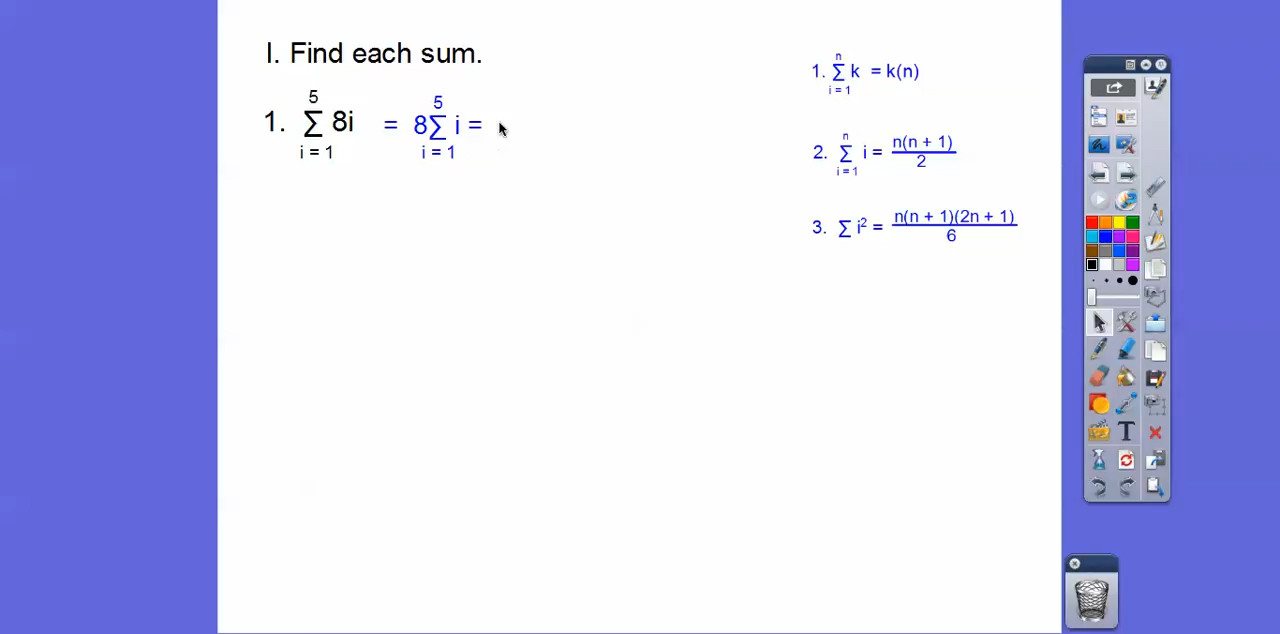 I. Find each sum.
1. 5 Σ i = 1 8i = 8 5 Σ i = 1 i =
1. n Σ i = 1 k = k(n)
2. n Σ i = 1 i = n(n + 1) / 2
3. Σ i² = n(n + 1)(2n + 1) / 6
T